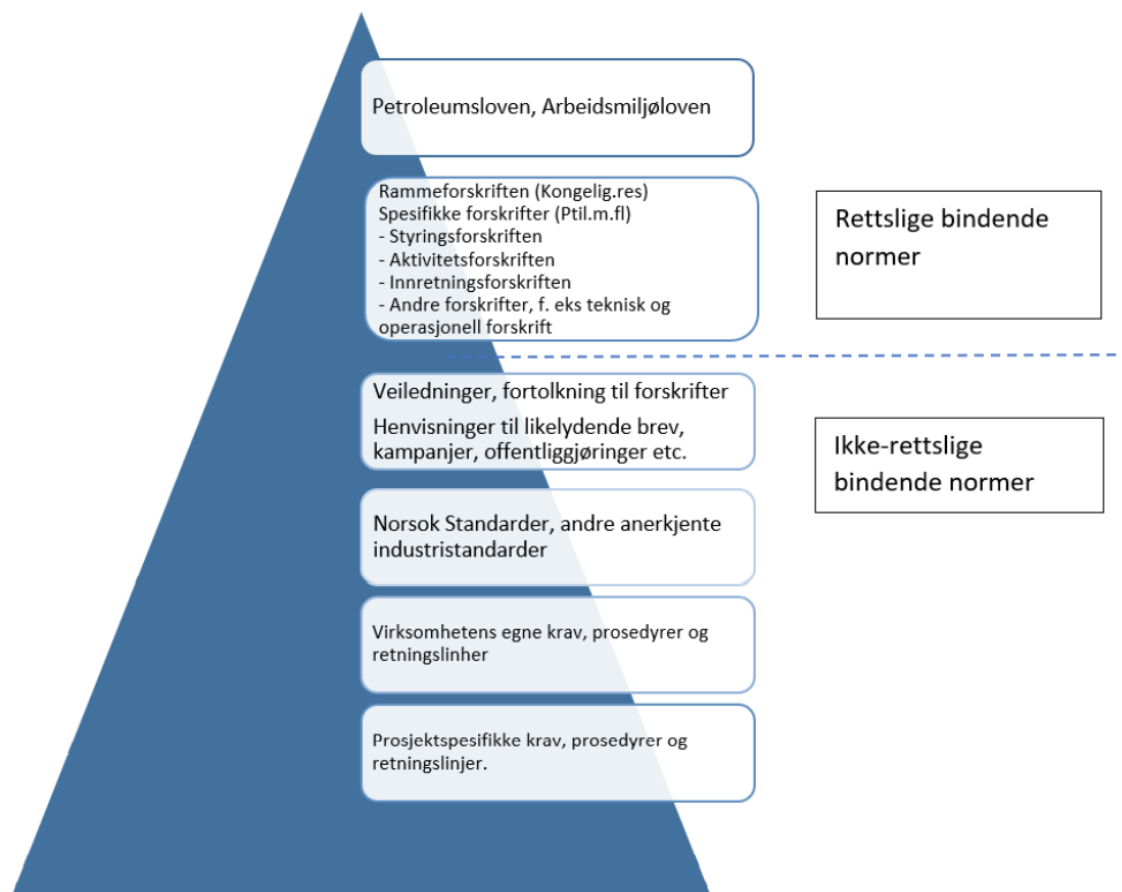 Petroleumsloven, Arbeidsmiljøloven
Rammeforskriften (Kongelig.res)
Spesifikke forskrifter (Ptil.m.fl)
- Styringsforskriften
- Aktivitetsforskriften
- Innretningsforskriften
- Andre forskrifter, f. eks teknisk og
operasjonell forskrift
Rettslige bindende
normer
Veiledninger, fortolkning til forskrifter
Henvisninger til likelydende brev,
kampanjer, offentliggjøringer etc.
Ikke-rettslige
bindende normer
Norsok Standarder, andre anerkjente
industristandarder
Virksomhetens egne krav, prosedyrer og
retningslinher
Prosjektspesifikke krav, prosedyrer og
retningslinjer.